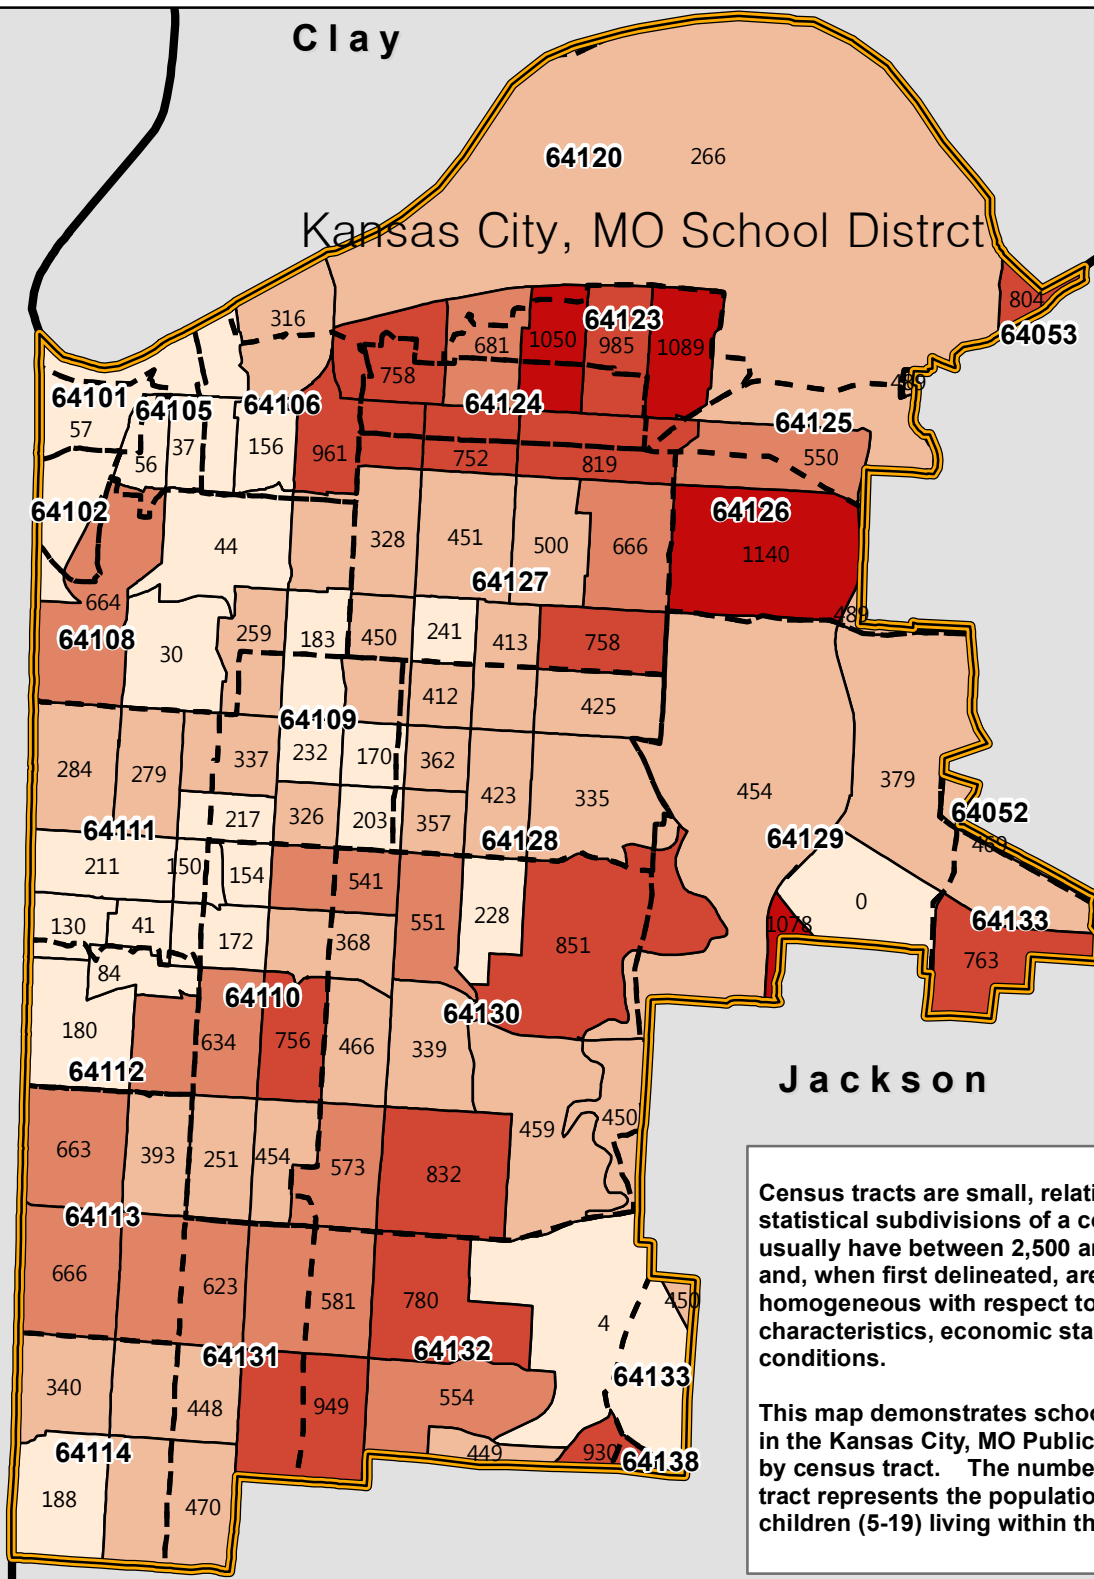 Clay
64120 266
Kansas City, MO School Distrct
804
316
64123
64053
1050 985 1089
681
758
489
64101 64105 64106 64124
64125
57
37 156 961 752 819 550
56
64102
64126
44 328 451 500 666 1140
64127
664
489
64108
259 183 450 241 413 758
30
412 425
64109
284 279 337 232 170 362
454 379
423 335
64111 217 326 203 357 64128
64129 64052
469
211 150 154 541
0
130 41 172 368 551 228 851
1078 64133
763
84
64110
64130
180 634 756 466 339
64112
Jackson
459 450
663 393 251 454 573 832
64113
666 623 581 780
450
4
64131 64132
64133
340 448 949 554
64114
449 930 64138
188 470
Census tracts are small, relati
statistical subdivisions of a c
usually have between 2,500 a
and, when first delineated, are
homogeneous with respect to
characteristics, economic sta
conditions.
This map demonstrates schoo
in the Kansas City, MO Public
by census tract. The numbe
tract represents the populatio
children (5-19) living within th